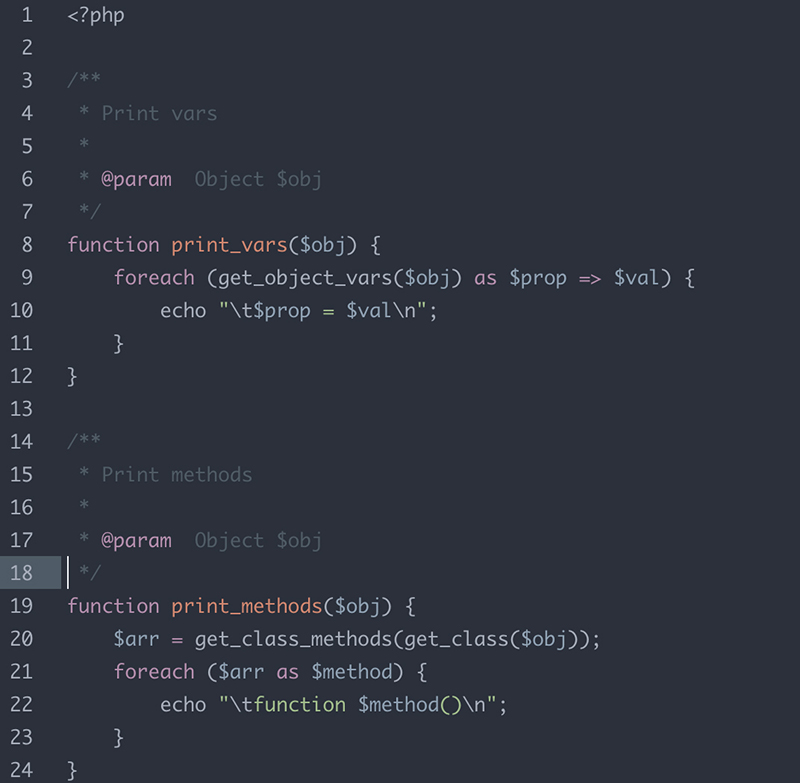 1 <?php
2
3 /**
4  * Print vars
5  *
6  * @param  Object $obj
7  */
8 function print_vars($obj) {
9     foreach (get_object_vars($obj) as $prop => $val) {
10         echo "\t$prop = $val\n";
11     }
12 }
13
14 /**
15  * Print methods
16  *
17  * @param  Object $obj
18  */
19 function print_methods($obj) {
20     $arr = get_class_methods(get_class($obj));
21     foreach ($arr as $method) {
22         echo "\tfunction $method()\n";
23     }
24 }